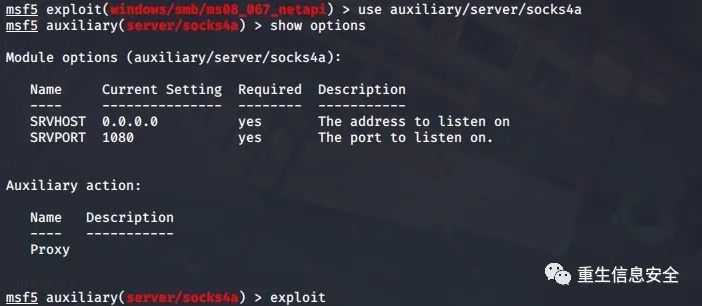 msf5 exploit(windows/smb/ms08_067_netapi) > use auxiliary/server/socks4a
msf5 auxiliary(server/socks4a) > show options
Module options (auxiliary/server/socks4a):
Name     Current Setting  Required  Description
----     ---------------  --------  -----------
SRVHOST  0.0.0.0          yes       The address to listen on
SRVPORT  1080             yes       The port to listen on.
Auxiliary action:
Name   Description
----   -----------
Proxy
msf5 auxiliary(server/socks4a) > exploit
重生信息安全